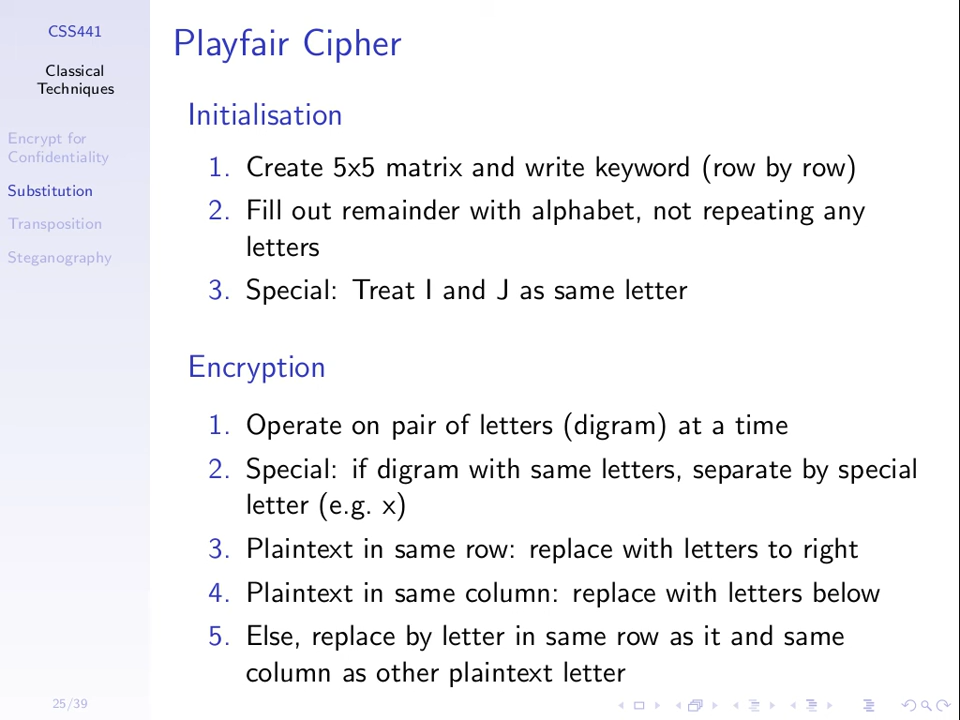 CSS441
Classical
Techniques
Encrypt for
Confidentiality
Substitution
Transposition
Steganography
25/39
Playfair Cipher
Initialisation
1. Create 5x5 matrix and write keyword (row by row)
2. Fill out remainder with alphabet, not repeating any
letters
3. Special: Treat I and J as same letter
Encryption
1. Operate on pair of letters (digram) at a time
2. Special: if digram with same letters, separate by special
letter (e.g. x)
3. Plaintext in same row: replace with letters to right
4. Plaintext in same column: replace with letters below
5. Else, replace by letter in same row as it and same
column as other plaintext letter